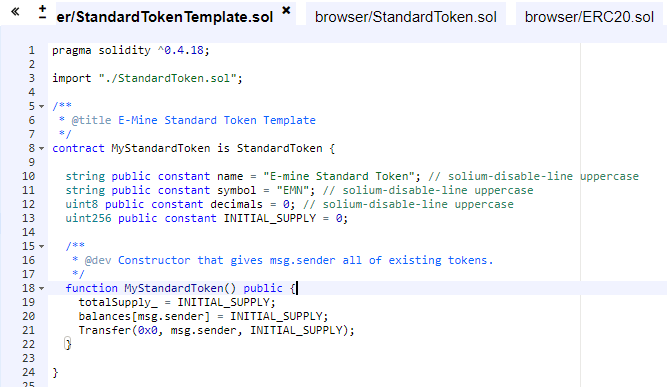 « + - er/StandardTokenTemplate.sol × browser/StandardToken.sol browser/ERC20.sol
1 pragma solidity ^0.4.18;
2
3 import "./StandardToken.sol";
4
5 /**
6  * @title E-Mine Standard Token Template
7  */
8 contract MyStandardToken is StandardToken {
9
10   string public constant name = "E-mine Standard Token"; // solium-disable-line uppercase
11   string public constant symbol = "EMN"; // solium-disable-line uppercase
12   uint8 public constant decimals = 0; // solium-disable-line uppercase
13   uint256 public constant INITIAL_SUPPLY = 0;
14
15   /**
16    * @dev Constructor that gives msg.sender all of existing tokens.
17    */
18   function MyStandardToken() public {
19     totalSupply_ = INITIAL_SUPPLY;
20     balances[msg.sender] = INITIAL_SUPPLY;
21     Transfer(0x0, msg.sender, INITIAL_SUPPLY);
22   }
23
24 }
25